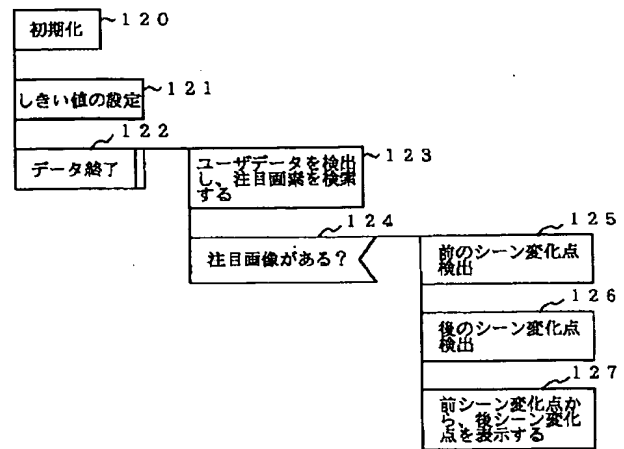 初期化
120
しきい値の設定
121
122
データ終了
ユーザデータを検出
し、注目画素を検索
する
123
124
注目画像がある？
125
前のシーン変化点
検出
126
後のシーン変化点
検出
127
前シーン変化点か
ら、後シーン変化
点を表示する